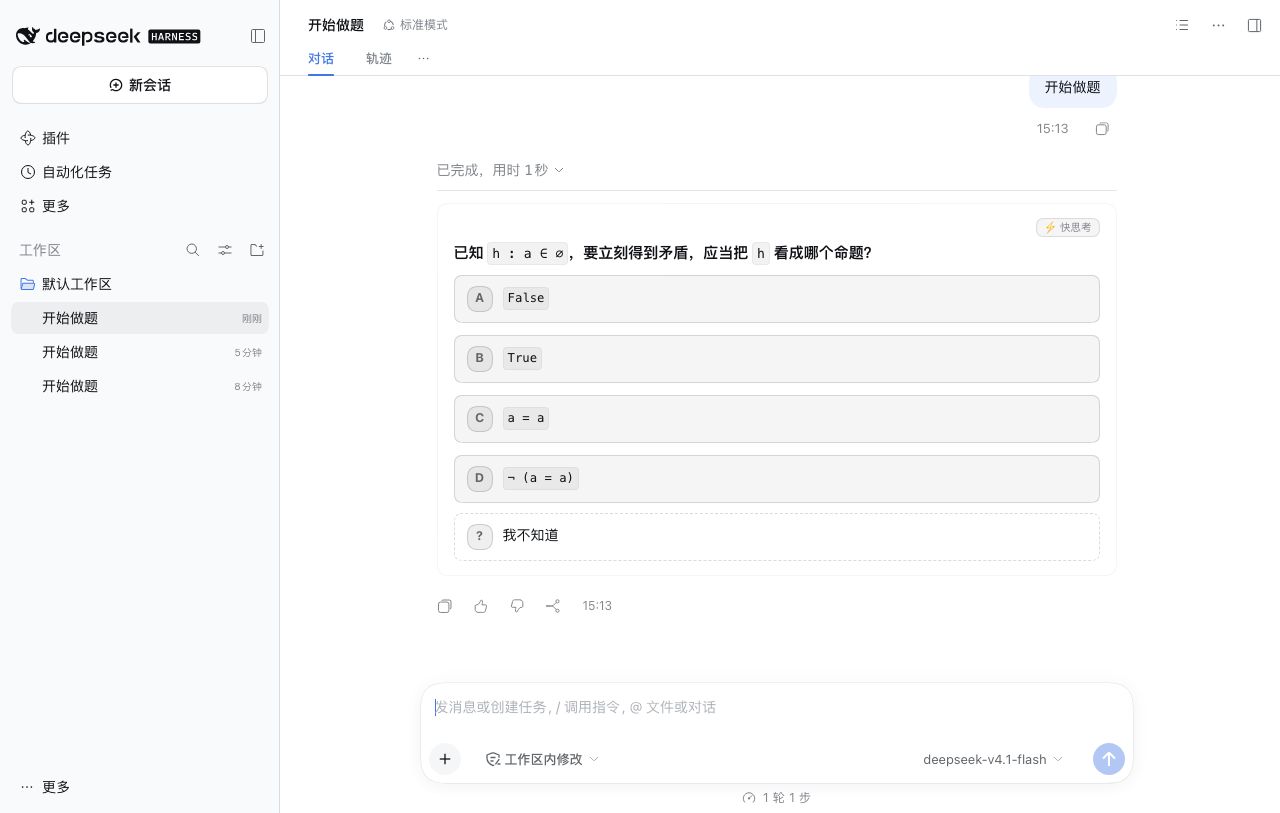 deepseek HARNESS
新会话
插件
自动化任务
更多
工作区
默认工作区
开始做题 刚刚
开始做题 5分钟
开始做题 8分钟
更多
开始做题 标准模式
对话 轨迹
开始做题
15:13
已完成，用时 1秒
⚡ 快思考
已知 h : a ∈ ∅，要立刻得到矛盾，应当把 h 看成哪个命题？
A False
B True
C a = a
D ¬ (a = a)
? 我不知道
15:13
发消息或创建任务, / 调用指令, @ 文件或对话
工作区内修改
deepseek-v4.1-flash
1 轮 1 步